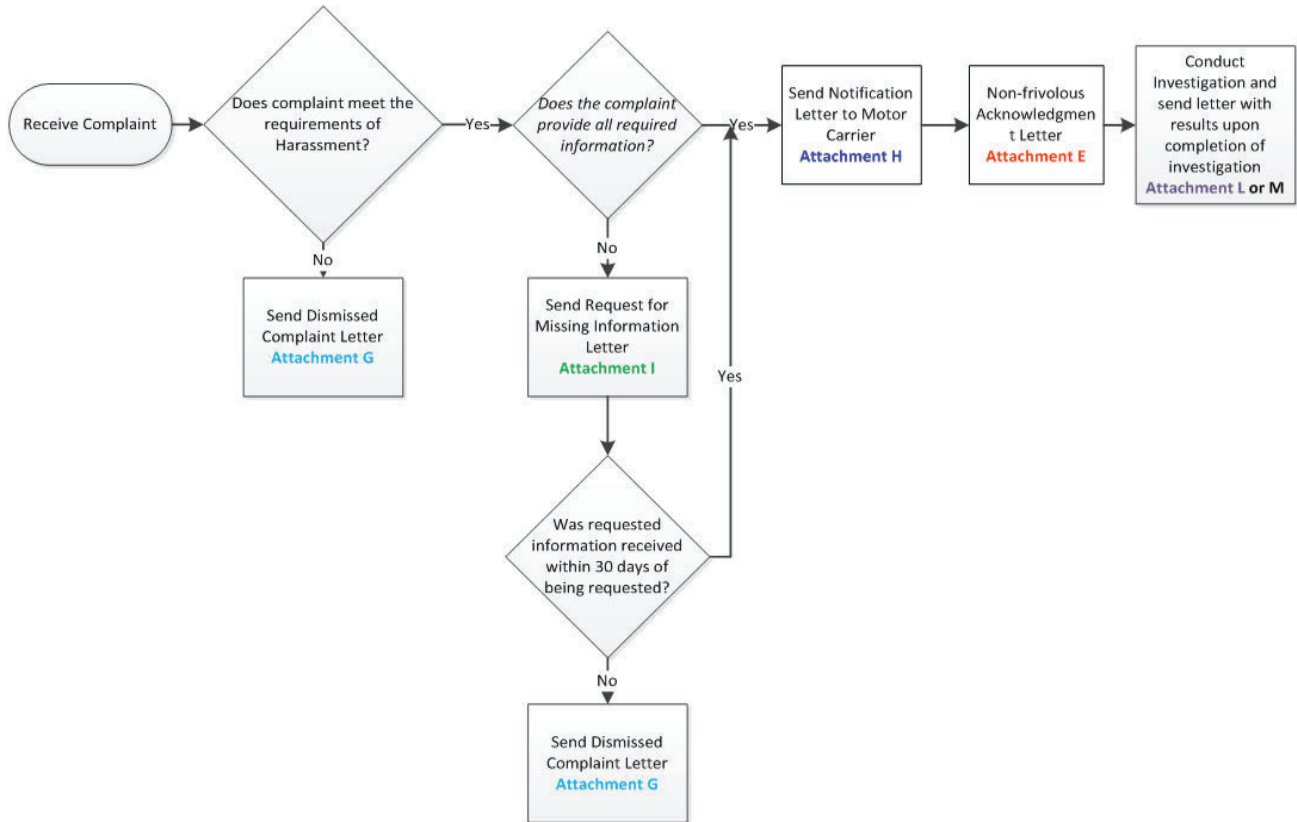 Receive Complaint
Does complaint meet the
requirements of
Harassment?
Yes
Does the complaint
provide all required
information?
Yes
Send Notification
Letter to Motor
Carrier
Attachment H
Non-frivolous
Acknowledgmen
t Letter
Attachment E
Conduct
Investigation and
send letter with
results upon
completion of
investigation
Attachment L or M
No
Send Dismissed
Complaint Letter
Attachment G
No
Send Request for
Missing Information
Letter
Attachment I
Yes
Was requested
information received
within 30 days of
being requested?
No
Send Dismissed
Complaint Letter
Attachment G